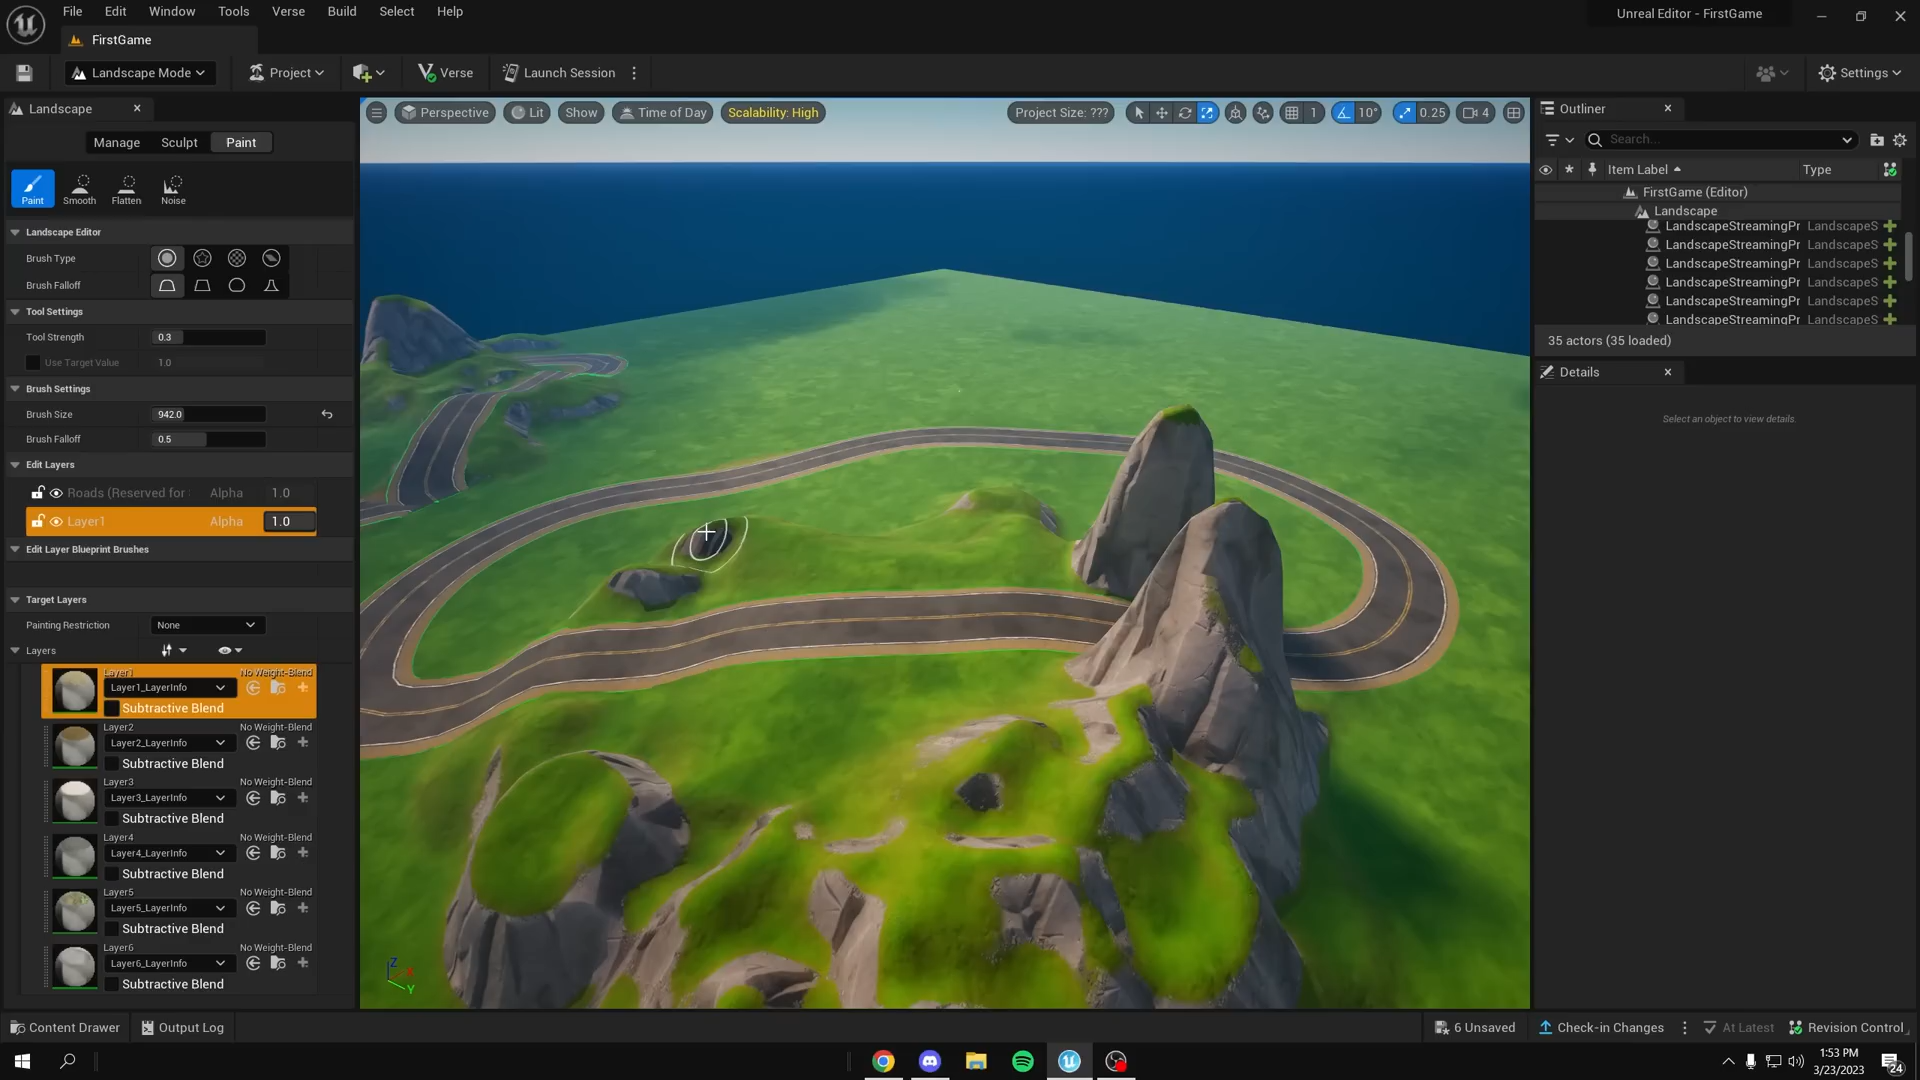 File Edit Window Tools Verse Build Select Help
Unreal Editor - FirstGame
FirstGame
Landscape Mode Project Verse Launch Session Settings
Landscape
Manage Sculpt Paint
Paint Smooth Flatten Noise
Landscape Editor
Brush Type
Brush Falloff
Tool Settings
Tool Strength 0.3
Use Target Value 1.0
Brush Settings
Brush Size 942.0
Brush Falloff 0.5
Edit Layers
Roads (Reserved for Alpha 1.0
Layer1 Alpha 1.0
Edit Layer Blueprint Brushes
Target Layers
Painting Restriction None
Layers
Layer1 No Weight-Blend
Layer1_LayerInfo
Subtractive Blend
Layer2 No Weight-Blend
Layer2_LayerInfo
Subtractive Blend
Layer3 No Weight-Blend
Layer3_LayerInfo
Subtractive Blend
Layer4 No Weight-Blend
Layer4_LayerInfo
Subtractive Blend
Layer5 No Weight-Blend
Layer5_LayerInfo
Subtractive Blend
Layer6 No Weight-Blend
Layer6_LayerInfo
Subtractive Blend
Perspective Lit Show Time of Day Scalability: High Project Size: ??? 1 10° 0.25 4
Z X Y
Outliner
Search...
Item Label Type
FirstGame (Editor)
Landscape
LandscapeStreamingPr LandscapeS
LandscapeStreamingPr LandscapeS
LandscapeStreamingPr LandscapeS
LandscapeStreamingPr LandscapeS
LandscapeStreamingPr LandscapeS
LandscapeStreamingPr LandscapeS
35 actors (35 loaded)
Details
Select an object to view details.
Content Drawer Output Log 6 Unsaved Check-in Changes At Latest Revision Control
1:53 PM
3/23/2023
24